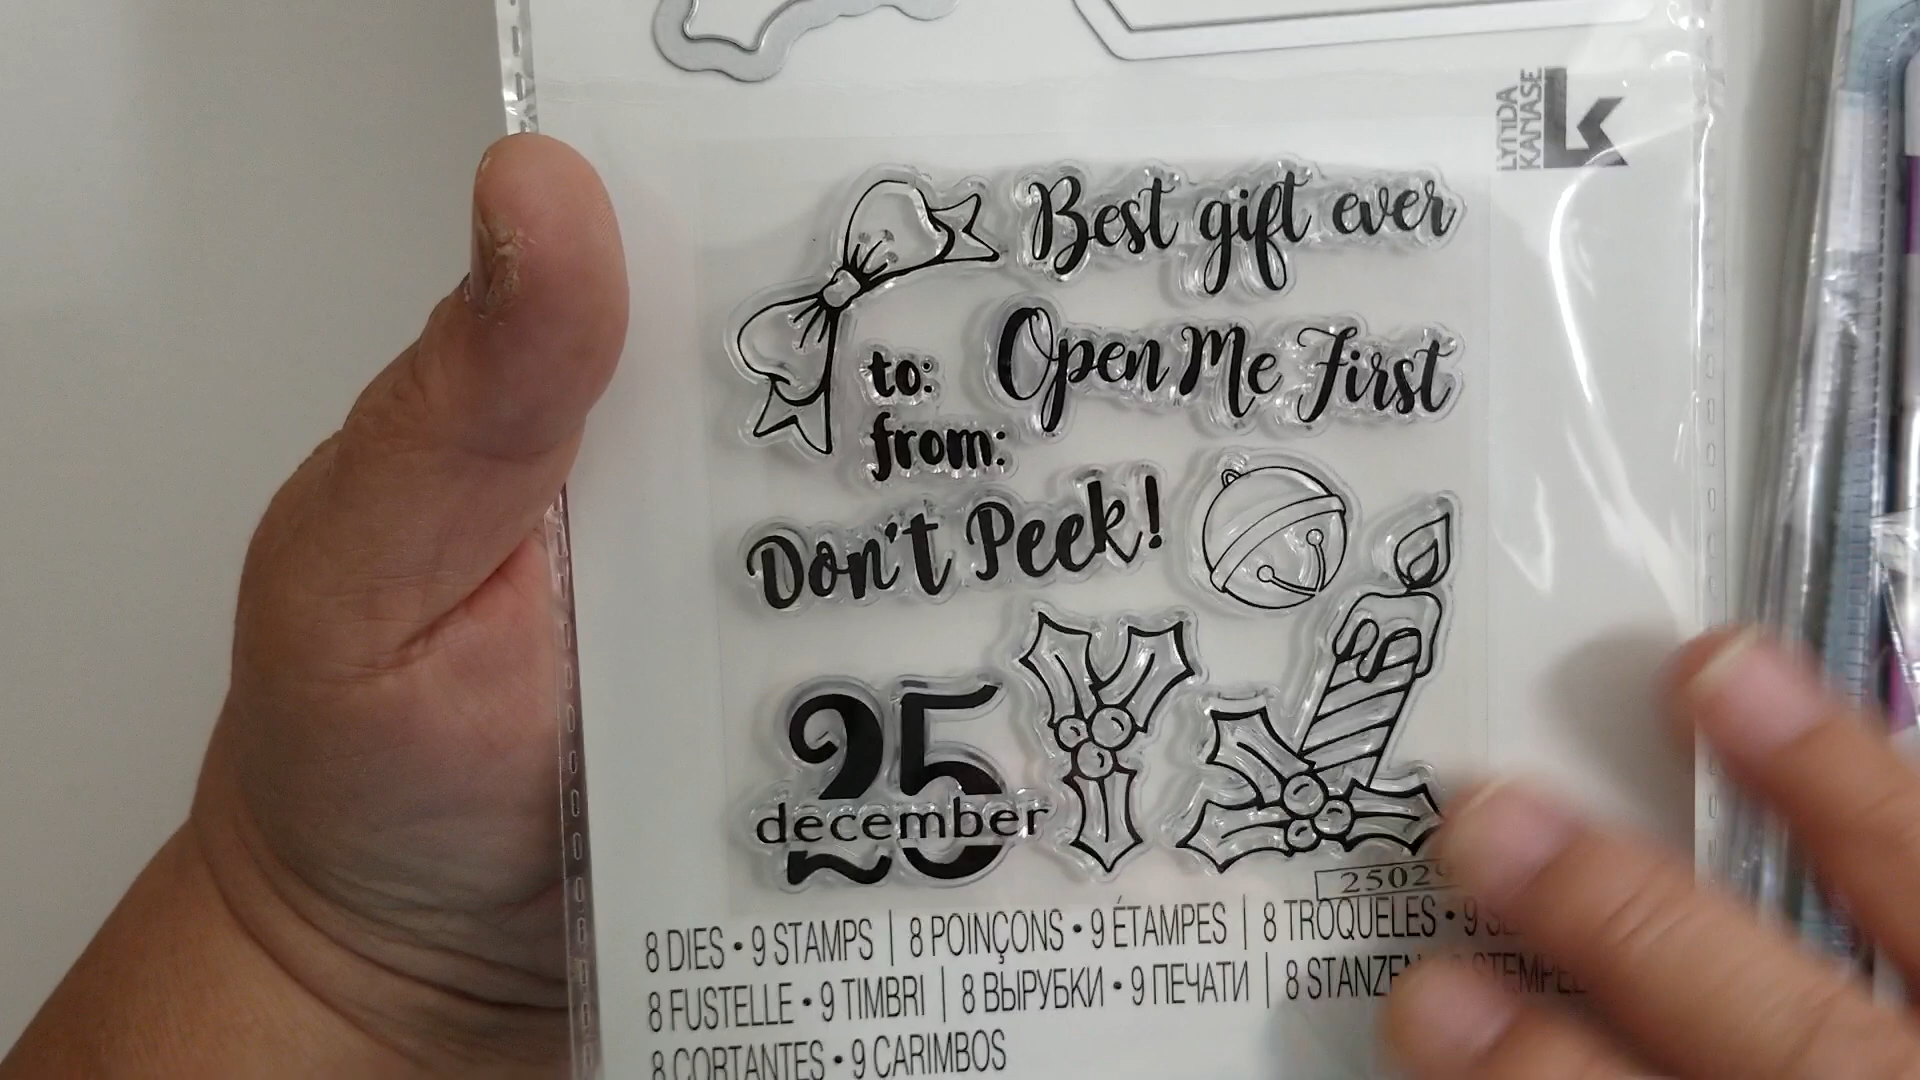 LYNDA
KANASE
Best gift ever
Open Me First
to:
from:
Don't Peek!
25
december
8 DIES • 9 STAMPS | 8 POINÇONS • 9 ÉTAMPES | 8 TROQUELES • 9
8 FUSTELLE • 9 TIMBRI | 8 ВЫРУБКИ • 9 ПЕЧАТИ | 8 STANZEN
8 CORTANTES • 9 CARIMBOS